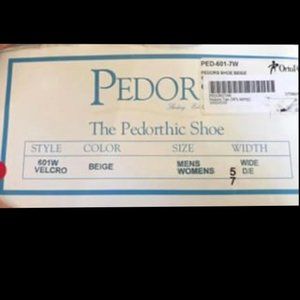 PED-601-7W
PEDORS SHOE BEIGE
PEDOR
The Pedorthic Shoe
STYLE COLOR SIZE WIDTH
601W BEIGE MENS 5 WIDE
VELCRO WOMENS 7 D/E